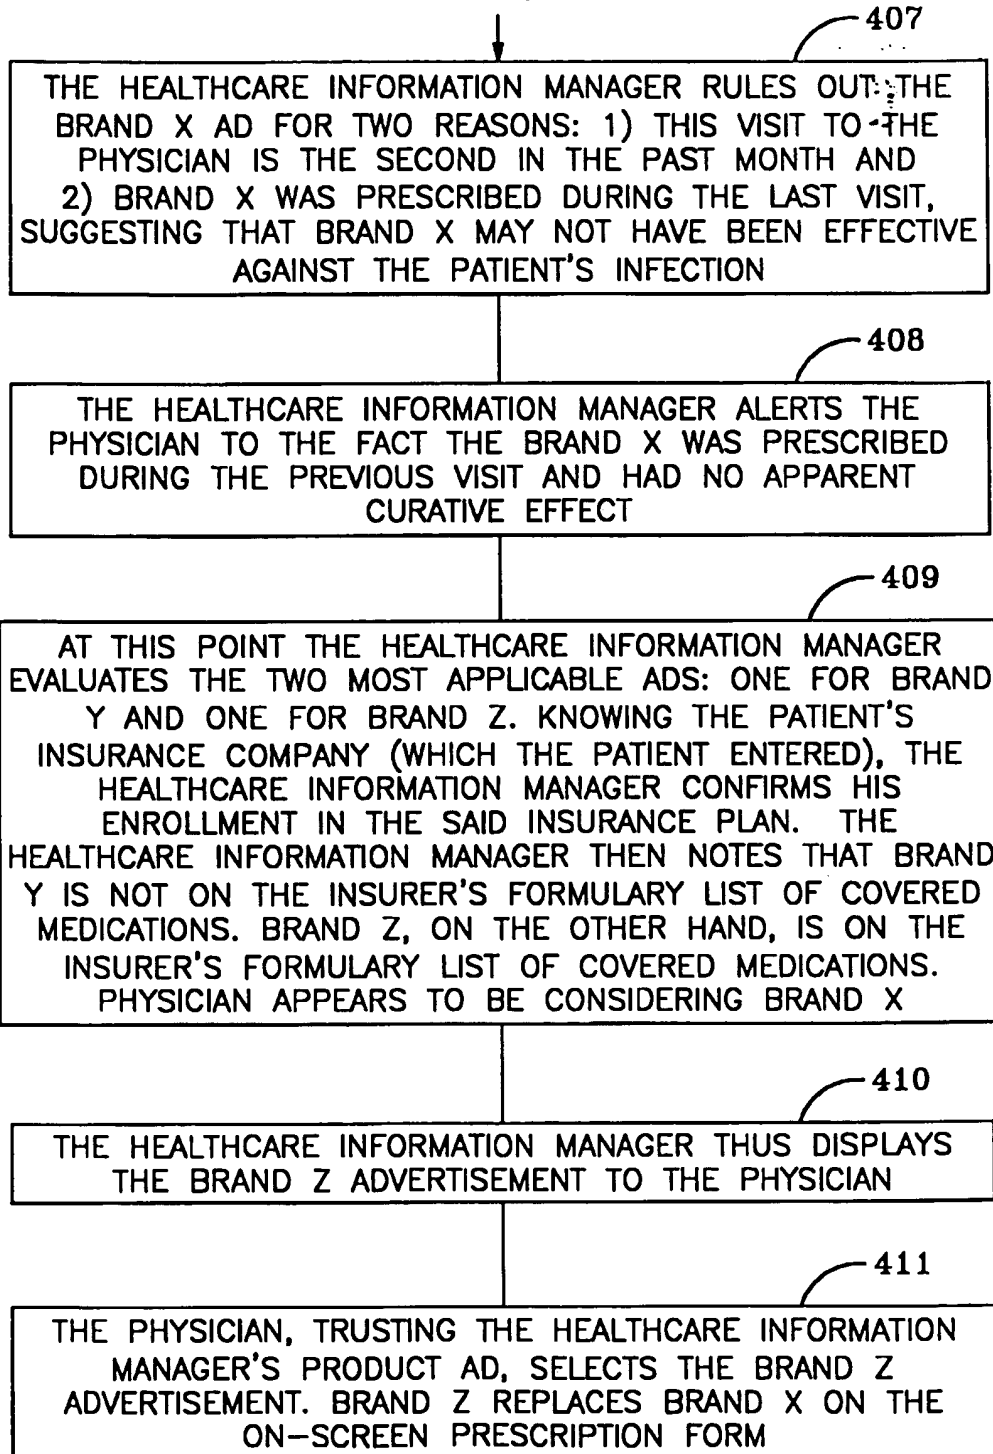 407
THE HEALTHCARE INFORMATION MANAGER RULES OUT THE
BRAND X AD FOR TWO REASONS: 1) THIS VISIT TO THE
PHYSICIAN IS THE SECOND IN THE PAST MONTH AND
2) BRAND X WAS PRESCRIBED DURING THE LAST VISIT,
SUGGESTING THAT BRAND X MAY NOT HAVE BEEN EFFECTIVE
AGAINST THE PATIENT'S INFECTION
408
THE HEALTHCARE INFORMATION MANAGER ALERTS THE
PHYSICIAN TO THE FACT THE BRAND X WAS PRESCRIBED
DURING THE PREVIOUS VISIT AND HAD NO APPARENT
CURATIVE EFFECT
409
AT THIS POINT THE HEALTHCARE INFORMATION MANAGER
EVALUATES THE TWO MOST APPLICABLE ADS: ONE FOR BRAND
Y AND ONE FOR BRAND Z. KNOWING THE PATIENT'S
INSURANCE COMPANY (WHICH THE PATIENT ENTERED), THE
HEALTHCARE INFORMATION MANAGER CONFIRMS HIS
ENROLLMENT IN THE SAID INSURANCE PLAN. THE
HEALTHCARE INFORMATION MANAGER THEN NOTES THAT BRAND
Y IS NOT ON THE INSURER'S FORMULARY LIST OF COVERED
MEDICATIONS. BRAND Z, ON THE OTHER HAND, IS ON THE
INSURER'S FORMULARY LIST OF COVERED MEDICATIONS.
PHYSICIAN APPEARS TO BE CONSIDERING BRAND X
410
THE HEALTHCARE INFORMATION MANAGER THUS DISPLAYS
THE BRAND Z ADVERTISEMENT TO THE PHYSICIAN
411
THE PHYSICIAN, TRUSTING THE HEALTHCARE INFORMATION
MANAGER'S PRODUCT AD, SELECTS THE BRAND Z
ADVERTISEMENT. BRAND Z REPLACES BRAND X ON THE
ON-SCREEN PRESCRIPTION FORM